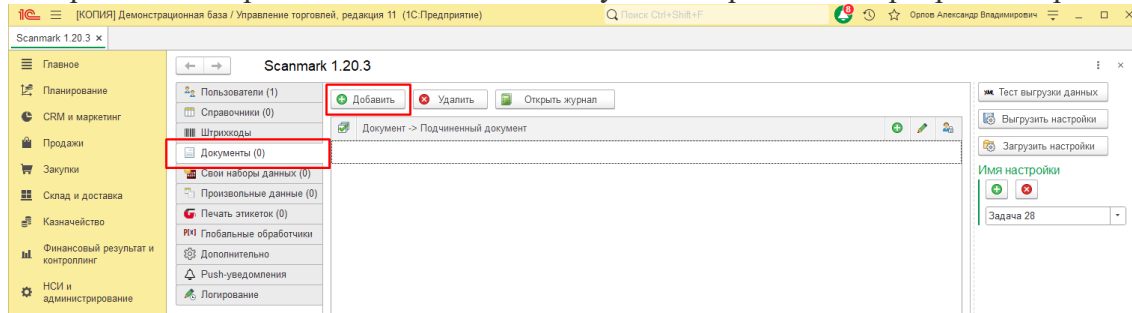 [КОПИЯ] Демонстрационная база / Управление торговлей, редакция 11 (1С:Предприятие)
Поиск Ctrl+Shift+F
8
Орлов Александр Владимирович
Scanmark 1.20.3 ×
Главное
Планирование
CRM и маркетинг
Продажи
Закупки
Склад и доставка
Казначейство
Финансовый результат и
контроллинг
НСИ и
администрирование
Scanmark 1.20.3
Пользователи (1)
Справочники (0)
Штрихкоды
Документы (0)
Свои наборы данных (0)
Произвольные данные (0)
Печать этикеток (0)
Глобальные обработчики
Дополнительно
Push-уведомления
Логирование
Добавить
Удалить
Открыть журнал
Документ -> Подчиненный документ
XML Тест выгрузки данных
Выгрузить настройки
Загрузить настройки
Имя настройки
Задача 28